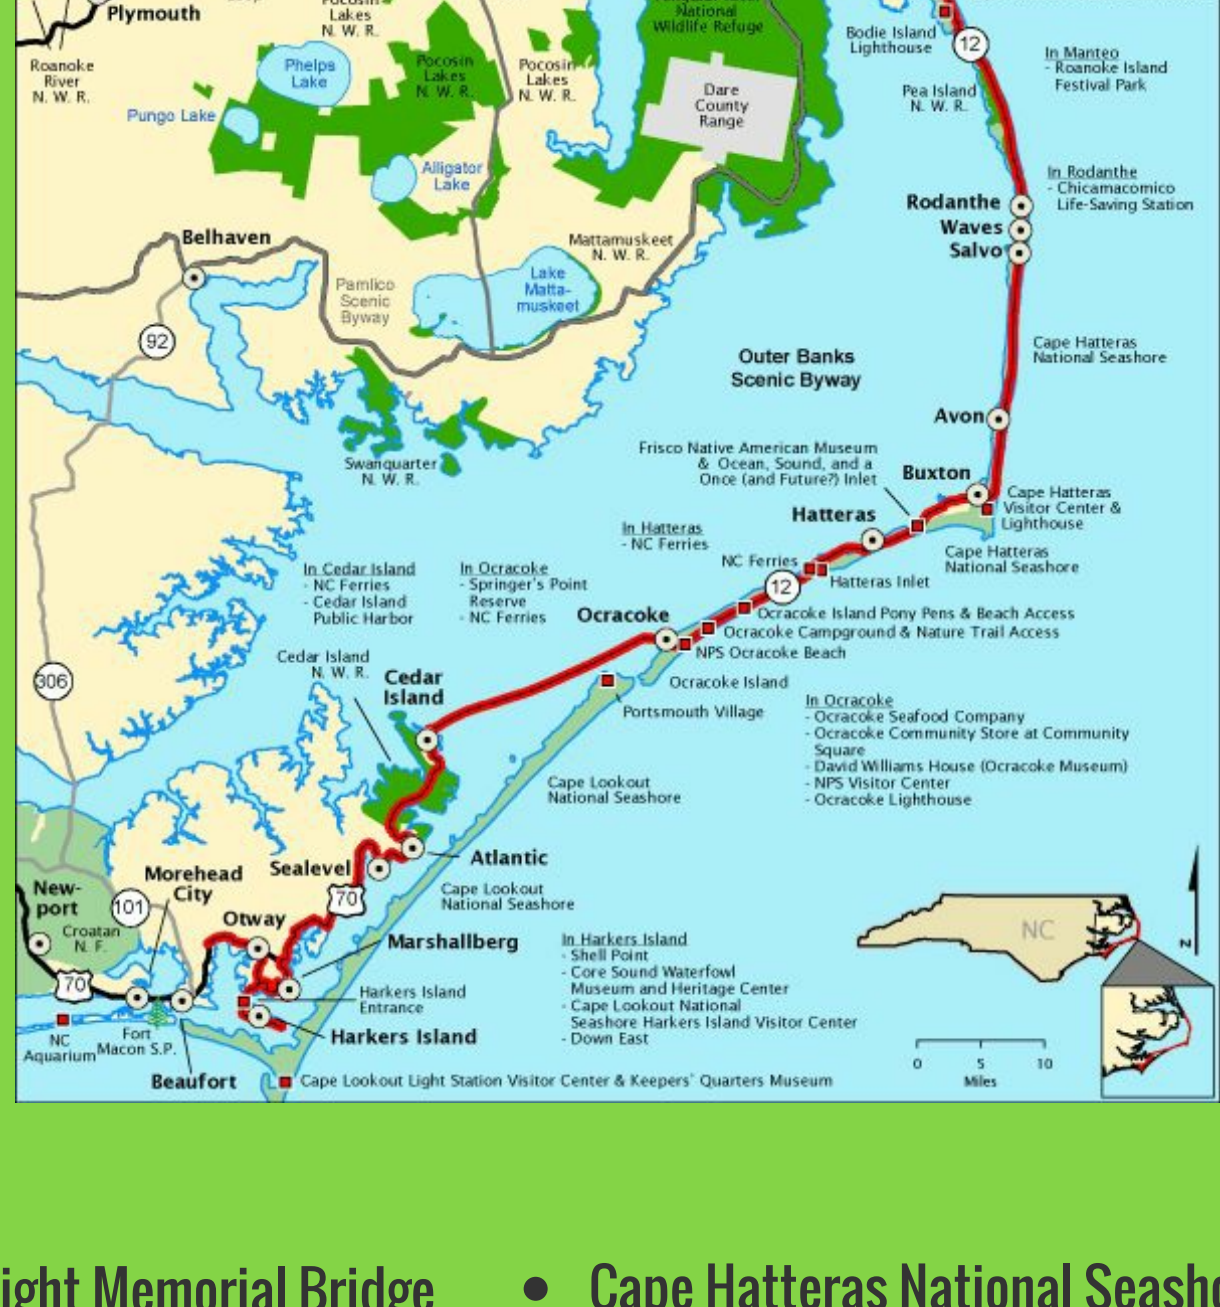 Plymouth
Pocosin
Lakes
N. W. R.
National
Wildlife Refuge
Roanoke
River
N. W. R.
Phelps
Lake
Pocosin
Lakes
N. W. R.
Pocosin
Lakes
N. W. R.
Pungo Lake
Alligator
Lake
Dare
County
Range
Bodie Island
Lighthouse
12
In Manteo
- Roanoke Island
Festival Park
Pea Island
N. W. R.
In Rodanthe
- Chicamacomico
Life-Saving Station
Rodanthe
Waves
Salvo
Belhaven
Mattamuskeet
N. W. R.
Lake
Matta-
muskeet
Pamlico
Scenic
Byway
92
Outer Banks
Scenic Byway
Cape Hatteras
National Seashore
Avon
Swanquarter
N. W. R.
Frisco Native American Museum
& Ocean, Sound, and a
Once (and Future?) Inlet
Buxton
Cape Hatteras
Visitor Center &
Lighthouse
Hatteras
In Hatteras
- NC Ferries
NC Ferries
Cape Hatteras
National Seashore
Hatteras Inlet
12
In Cedar Island
- NC Ferries
- Cedar Island
Public Harbor
In Ocracoke
- Springer's Point
Reserve
- NC Ferries
Ocracoke
Ocracoke Island Pony Pens & Beach Access
Ocracoke Campground & Nature Trail Access
NPS Ocracoke Beach
Ocracoke Island
Portsmouth Village
Cedar Island
N. W. R.
Cedar
Island
306
In Ocracoke
- Ocracoke Seafood Company
- Ocracoke Community Store at Community
Square
- David Williams House (Ocracoke Museum)
- NPS Visitor Center
- Ocracoke Lighthouse
Cape Lookout
National Seashore
Atlantic
Sealevel
Morehead
City
Cape Lookout
National Seashore
New-
port
101
70
Otway
Croatan
N. F.
Marshallberg
70
In Harkers Island
- Shell Point
- Core Sound Waterfowl
Museum and Heritage Center
- Cape Lookout National
Seashore Harkers Island Visitor Center
- Down East
Harkers Island
Entrance
Harkers Island
NC
Aquarium
Fort
Macon S.P.
Beaufort
Cape Lookout Light Station Visitor Center & Keepers' Quarters Museum
NC
N
0 5 10
Miles
ight Memorial Bridge
• Cape Hatteras National Seasho